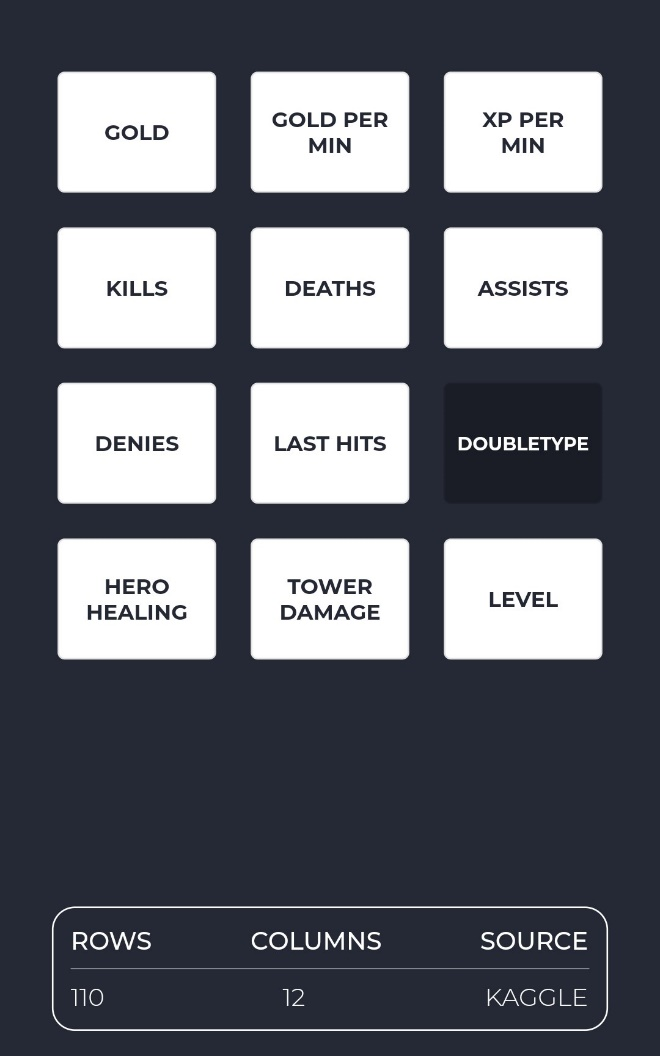 GOLD
GOLD PER
MIN
XP PER
MIN
KILLS
DEATHS
ASSISTS
DENIES
LAST HITS
DOUBLETYPE
HERO
HEALING
TOWER
DAMAGE
LEVEL
ROWS COLUMNS SOURCE
110 12 KAGGLE